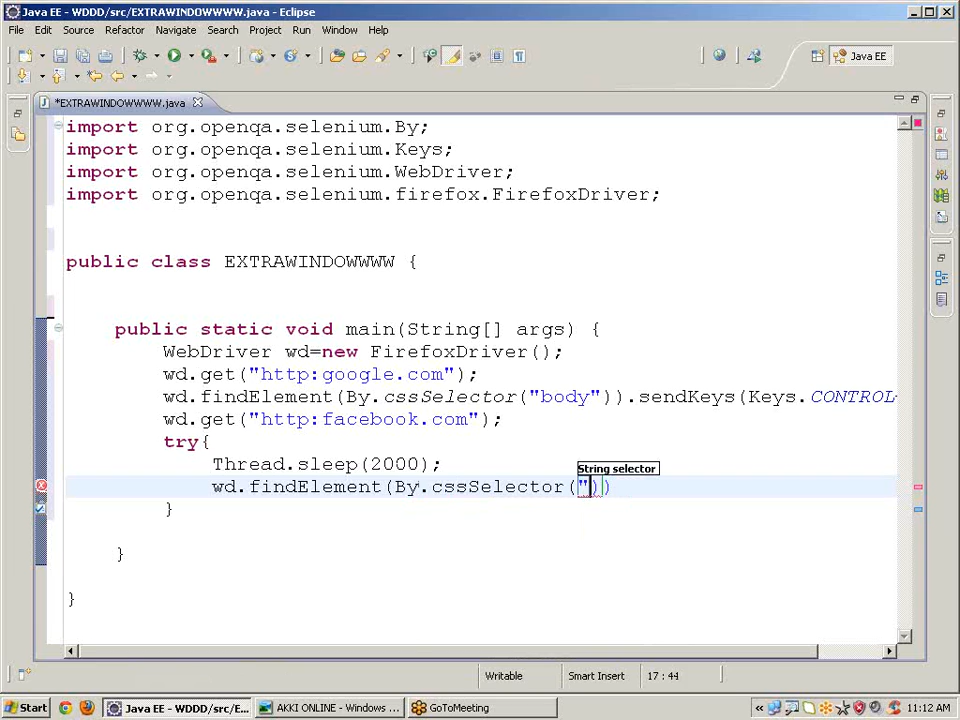 Java EE - WDDD/src/EXTRAWINDOWWWW.java - Eclipse
File Edit Source Refactor Navigate Search Project Run Window Help
Java EE
*EXTRAWINDOWWWW.java
import org.openqa.selenium.By;
import org.openqa.selenium.Keys;
import org.openqa.selenium.WebDriver;
import org.openqa.selenium.firefox.FirefoxDriver;
public class EXTRAWINDOWWWW {
public static void main(String[] args) {
WebDriver wd=new FirefoxDriver();
wd.get("http:google.com");
wd.findElement(By.cssSelector("body")).sendKeys(Keys.CONTROL
wd.get("http:facebook.com");
try{
Thread.sleep(2000);
String selector
wd.findElement(By.cssSelector("))
}
}
}
Writable Smart Insert 17 : 44
Start Java EE - WDDD/src/E... AKKI ONLINE - Windows ... GoToMeeting « 11:12 AM